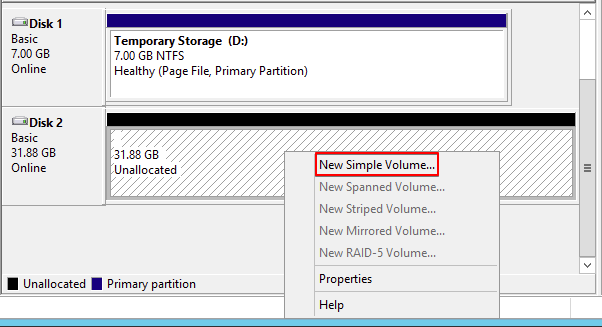 Disk 1
Basic
7.00 GB
Online
Temporary Storage (D:)
7.00 GB NTFS
Healthy (Page File, Primary Partition)
Disk 2
Basic
31.88 GB
Online
31.88 GB
Unallocated
New Simple Volume...
New Spanned Volume...
New Striped Volume...
New Mirrored Volume...
New RAID-5 Volume...
Properties
Help
Unallocated Primary partition